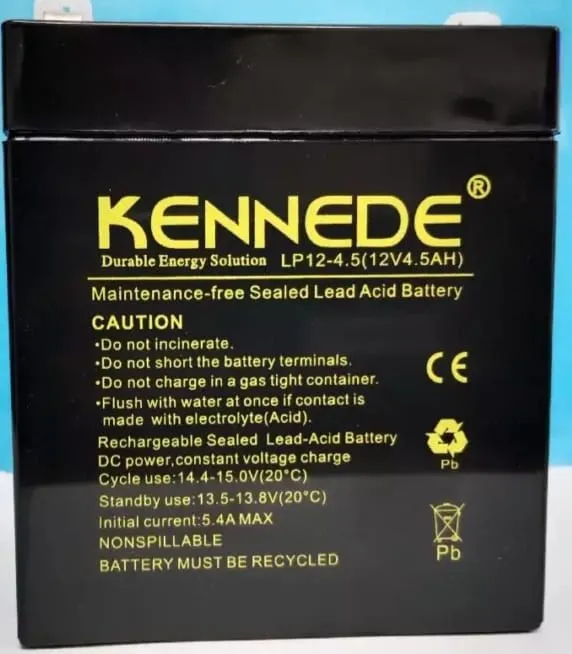 KENNEDE®
Durable Energy Solution LP12-4.5(12V4.5AH)
Maintenance-free Sealed Lead Acid Battery
CAUTION
•Do not incinerate.
•Do not short the battery terminals.
•Do not charge in a gas tight container.
•Flush with water at once if contact is
made with electrolyte(Acid).
Rechargeable Sealed Lead-Acid Battery
DC power,constant voltage charge
Cycle use:14.4-15.0V(20°C)
Standby use:13.5-13.8V(20°C)
Initial current:5.4A MAX
NONSPILLABLE
BATTERY MUST BE RECYCLED
CE
Pb
Pb